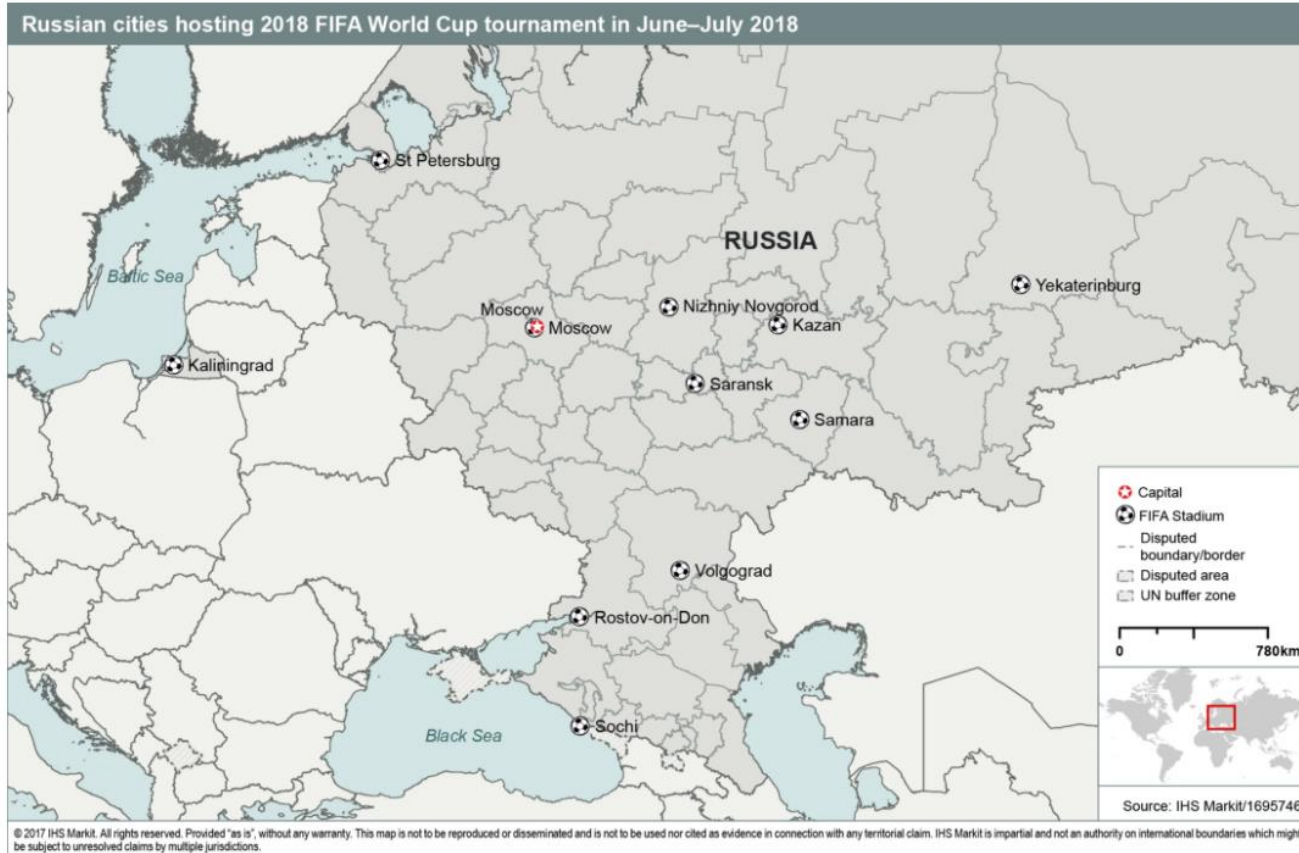 Russian cities hosting 2018 FIFA World Cup tournament in June–July 2018
St Petersburg
RUSSIA
Baltic Sea
Yekaterinburg
Moscow
Nizhniy Novgorod
Moscow
Kazan
Kaliningrad
Saransk
Samara
Capital
FIFA Stadium
Disputed
boundary/border
Disputed area
UN buffer zone
Volgograd
Rostov-on-Don
0 780km
Sochi
Black Sea
Source: IHS Markit/1695746
© 2017 IHS Markit. All rights reserved. Provided "as is", without any warranty. This map is not to be reproduced or disseminated and is not to be used nor cited as evidence in connection with any territorial claim. IHS Markit is impartial and not an authority on international boundaries which might
be subject to unresolved claims by multiple jurisdictions.